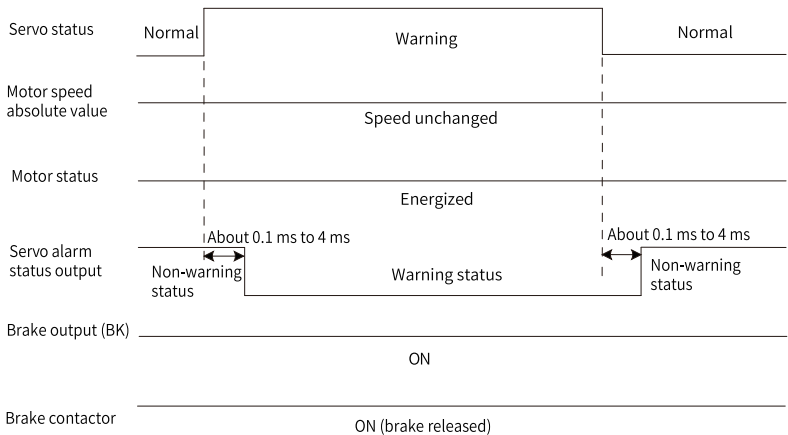 Servo status
Normal
Warning
Normal
Motor speed
absolute value
Speed unchanged
Motor status
Energized
Servo alarm
status output
About 0.1 ms to 4 ms
About 0.1 ms to 4 ms
Non-warning
status
Warning status
Non-warning
status
Brake output (BK)
ON
Brake contactor
ON (brake released)